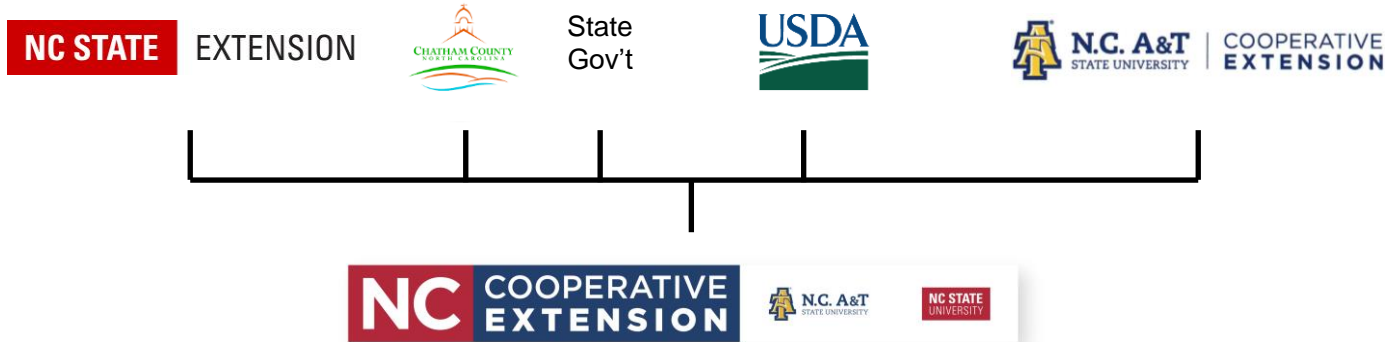 NC STATE EXTENSION
CHATHAM COUNTY
NORTH CAROLINA
State
Gov't
USDA
N.C. A&T
STATE UNIVERSITY
COOPERATIVE
EXTENSION
NC COOPERATIVE
EXTENSION
N.C. A&T
STATE UNIVERSITY
NC STATE
UNIVERSITY